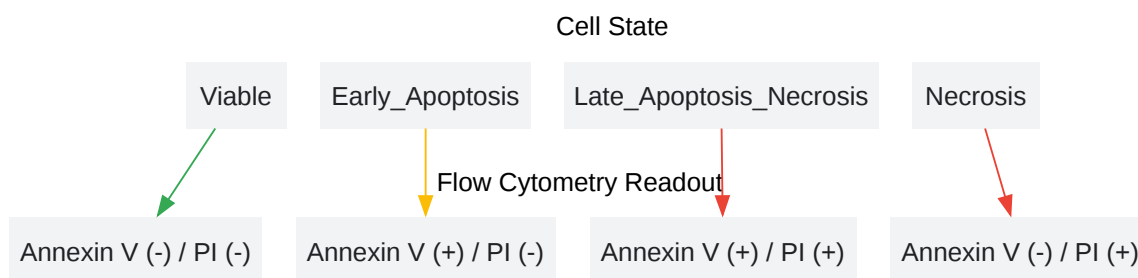 Cell State
Viable
Early_Apoptosis
Late_Apoptosis_Necrosis
Necrosis
Flow Cytometry Readout
Annexin V (-) / PI (-)
Annexin V (+) / PI (-)
Annexin V (+) / PI (+)
Annexin V (-) / PI (+)